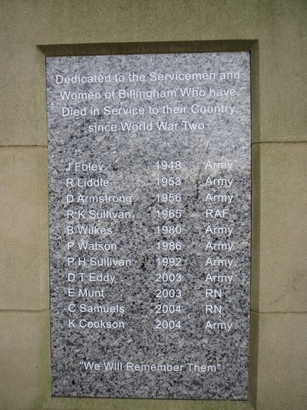 Dedicated to the Servicemen and
Women of Billingham Who have
Died in Service to their Country
since World War Two
J Foley 1948 Army
R Liddle 1953 Army
D Armstrong 1956 Army
R K Sullivan 1965 RAF
B Wilkes 1980 Army
P Watson 1986 Army
P H Sullivan 1992 Army
D T Eddy 2003 Army
E Munt 2003 RN
C Samuels 2004 RN
K Cookson 2004 Army
"We Will Remember Them"